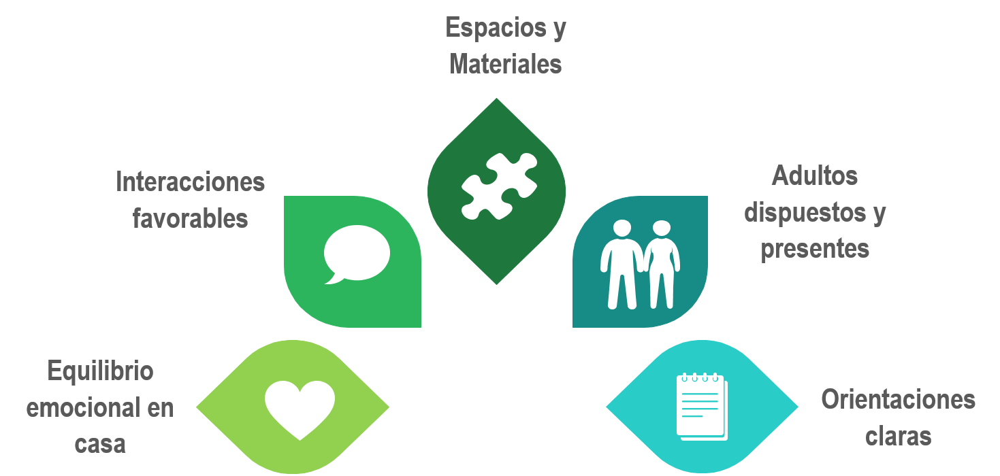 Espacios y
Materiales
Interacciones
favorables
Adultos
dispuestos y
presentes
Equilibrio
emocional en
casa
Orientaciones
claras